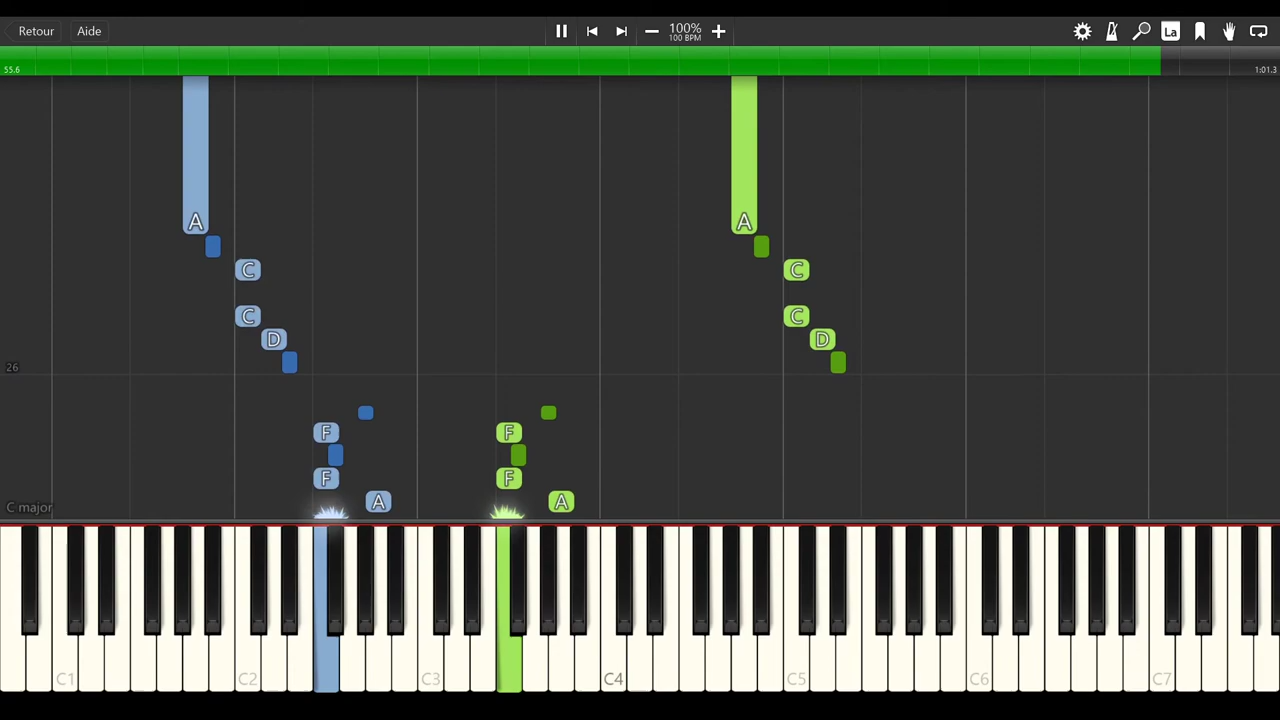 Retour Aide 100% La
100 BPM
55.6 1:01.3
A A
C C
C C
D D
26
F F
F F
A A
C major
C1 C2 C3 C4 C5 C6 C7